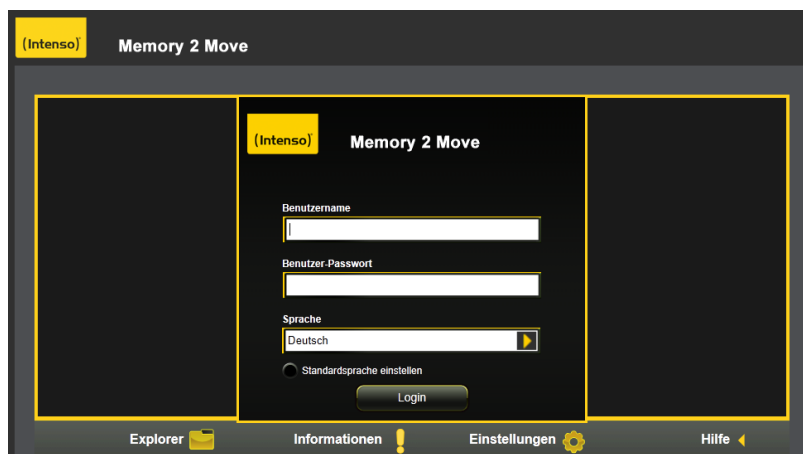 (Intenso)
Memory 2 Move
(Intenso)
Memory 2 Move
Benutzername
Benutzer-Passwort
Sprache
Deutsch
Standardsprache einstellen
Login
Explorer
Informationen
Einstellungen
Hilfe